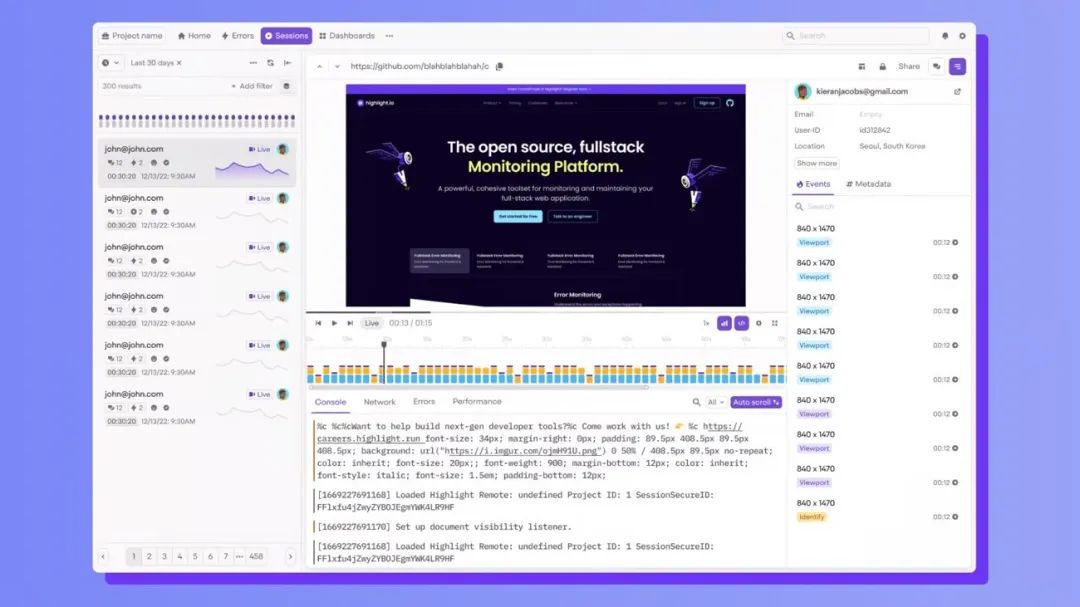 Project name
Home
Errors
Sessions
Dashboards
Search
Last 30 days ×
300 results
+ Add filter
https://github.com/blahblahblahah/c
Share
john@john.com
Live
12
2
00:30:20 12/13/22: 9:30AM
john@john.com
Live
12
2
00:30:20 12/13/22: 9:30AM
john@john.com
Live
12
2
00:30:20 12/13/22: 9:30AM
john@john.com
Live
12
2
00:30:20 12/13/22: 9:30AM
john@john.com
Live
12
2
00:30:20 12/13/22: 9:30AM
john@john.com
Live
12
2
00:30:20 12/13/22: 9:30AM
1 2 3 4 5 6 7 ••• 458
highlight.io
Sign up
The open source, fullstack
Monitoring Platform.
A powerful, cohesive toolset for monitoring and maintaining your
full-stack web application.
Get started for free
Talk to an engineer
Fullstack Error Monitoring
Fullstack Error Monitoring
Fullstack Error Monitoring
Fullstack Error Monitoring
Error Monitoring
Live
00:13 / 01:15
1x
Console
Network
Errors
Performance
All
Auto scroll
%c %c%cWant to help build next-gen developer tools?%c Come work with us! 👉 %c https://
careers.highlight.run font-size: 34px; margin-right: 0px; padding: 89.5px 408.5px 89.5px
408.5px; background: url("https://i.imgur.com/ojmH91U.png") 0 50% / 408.5px 89.5px no-repeat;
color: inherit; font-size: 20px;; font-weight: 900; margin-bottom: 12px; color: inherit;
font-style: italic; font-size: 1.5em; padding-bottom: 12px;
[1669227691168] Loaded Highlight Remote: undefined Project ID: 1 SessionSecureID:
FFlxfu4jZwyZYBOJEgmYWK4LR9HF
[1669227691170] Set up document visibility listener.
[1669227691168] Loaded Highlight Remote: undefined Project ID: 1 SessionSecureID:
FFlxfu4jZwyZYBOJEgmYWK4LR9HF
kieranjacobs@gmail.com
Email Empty
User-ID id312842
Location Seoul, South Korea
Show more
Events
# Metadata
Search
840 x 1470
Viewport 00:12
840 x 1470
Viewport 00:12
840 x 1470
Viewport 00:12
840 x 1470
Viewport 00:12
840 x 1470
Viewport 00:12
840 x 1470
Viewport 00:12
840 x 1470
Viewport 00:12
840 x 1470
Viewport 00:12
840 x 1470
Identify 00:12